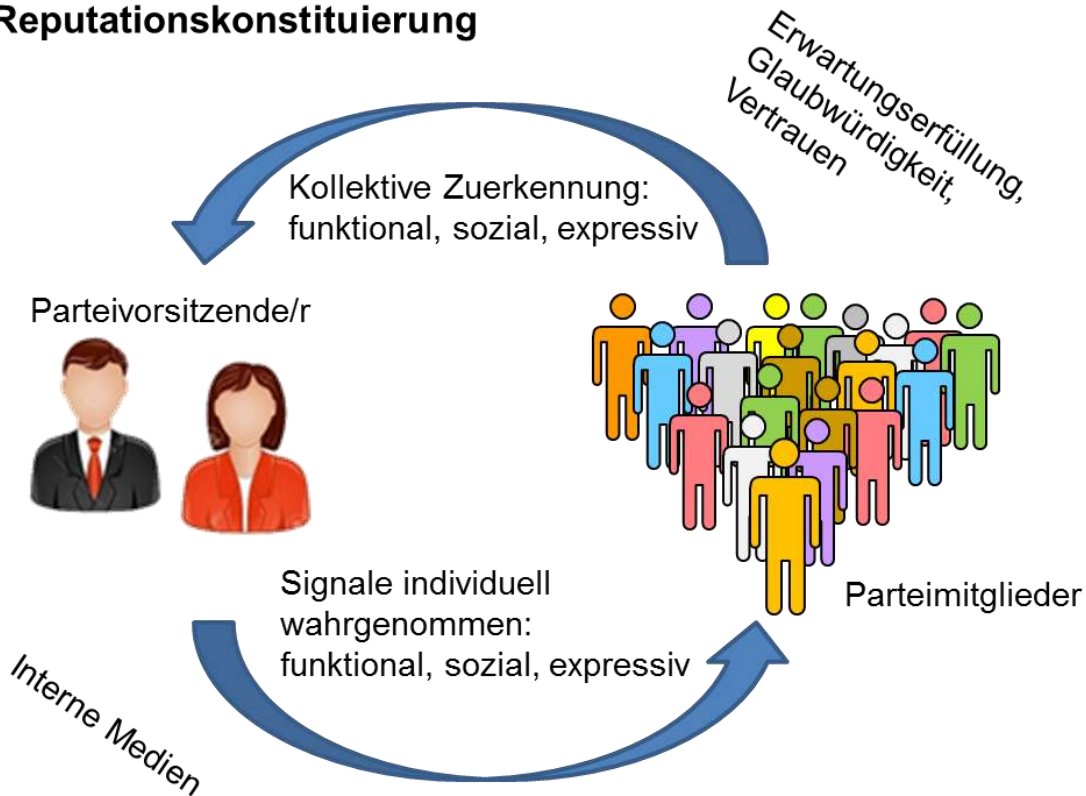 Reputationskonstituierung
Erwartungserfüllung,
Glaubwürdigkeit,
Vertrauen
Kollektive Zuerkennung:
funktional, sozial, expressiv
Parteivorsitzende/r
Signale individuell
wahrgenommen:
funktional, sozial, expressiv
Parteimitglieder
Interne Medien